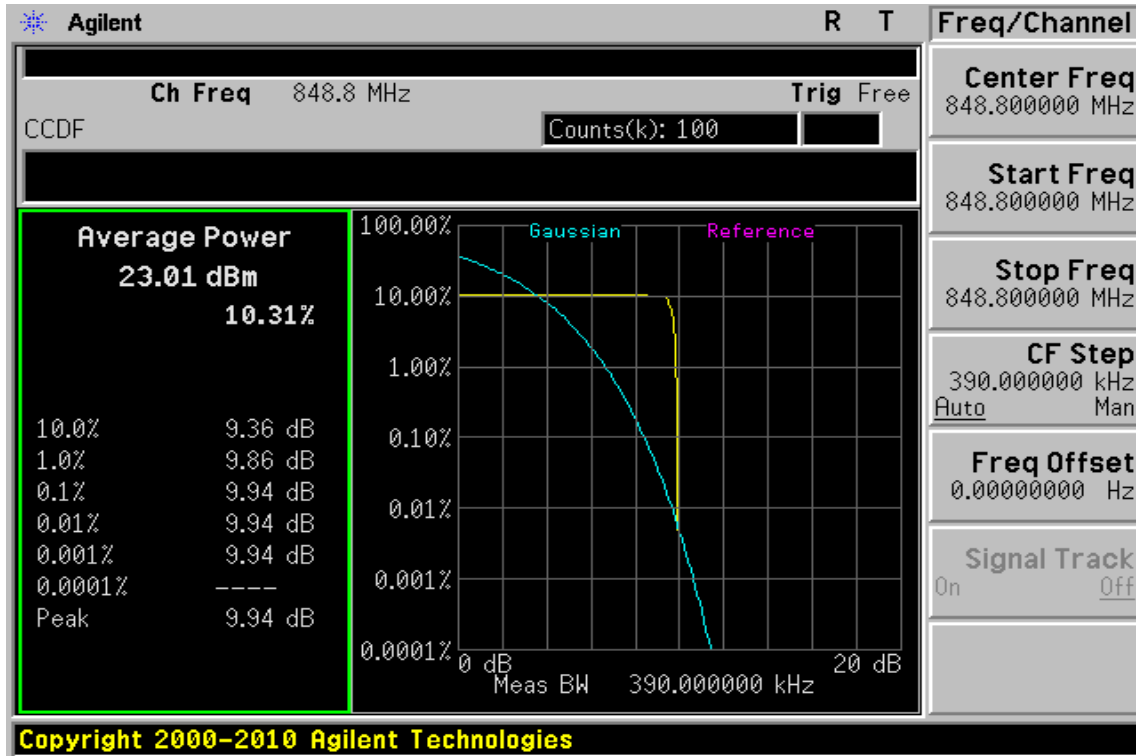 Agilent R T
Ch Freq 848.8 MHz Trig Free
CCDF Counts(k): 100
Average Power
23.01 dBm
10.31%
10.0% 9.36 dB
1.0% 9.86 dB
0.1% 9.94 dB
0.01% 9.94 dB
0.001% 9.94 dB
0.0001% ----
Peak 9.94 dB
Gaussian Reference
100.00%
10.00%
1.00%
0.10%
0.01%
0.001%
0.0001%
0 dB 20 dB
Meas BW 390.000000 kHz
Freq/Channel
Center Freq
848.800000 MHz
Start Freq
848.800000 MHz
Stop Freq
848.800000 MHz
CF Step
390.000000 kHz
Auto Man
Freq Offset
0.00000000 Hz
Signal Track
On Off
Copyright 2000-2010 Agilent Technologies